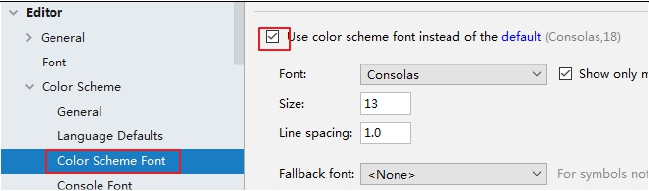 Editor
General
Font
Color Scheme
General
Language Defaults
Color Scheme Font
Console Font
Use color scheme font instead of the default (Consolas,18)
Font: Consolas Show only m
Size: 13
Line spacing: 1.0
Fallback font: <None> For symbols not